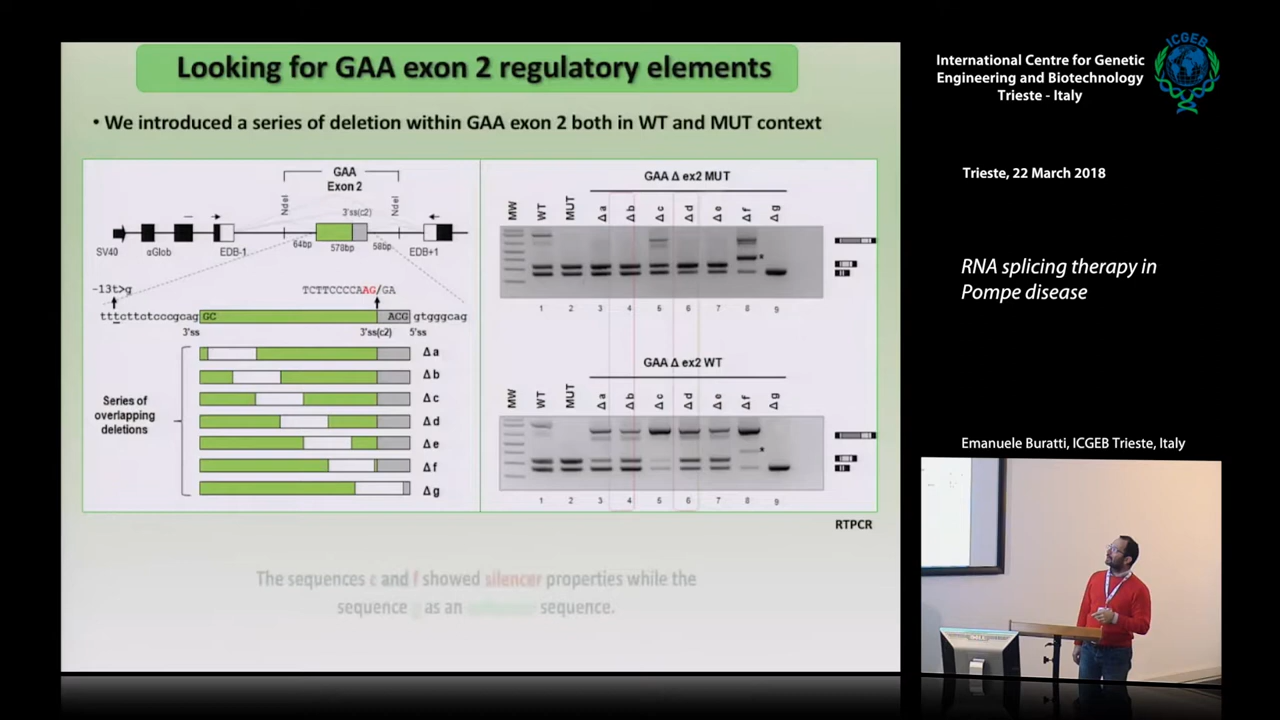 Looking for GAA exon 2 regulatory elements
• We introduced a series of deletion within GAA exon 2 both in WT and MUT context
GAA
Exon 2
NdeI
3'ss(c2)
NdeI
SV40
αGlob
EDB-1
64bp
578bp
58bp
EDB+1
-13t>g
TCTTCCCCAAG/GA
GC
ACG
gtgggcag
3'ss
3'ss(c2)
5'ss
Series of
overlapping
deletions
Δa
Δb
Δc
Δd
Δe
Δf
Δg
GAA Δ ex2 MUT
MW WT MUT Δa Δb Δc Δd Δe Δf Δg
*
1 2 3 4 5 6 7 8 9
GAA Δ ex2 WT
MW WT MUT Δa Δb Δc Δd Δe Δf Δg
*
1 2 3 4 5 6 7 8 9
RTPCR
The sequences c and f showed silencer properties while the
sequence as an sequence.
International Centre for Genetic
Engineering and Biotechnology
Trieste - Italy
ICGEB
Trieste, 22 March 2018
RNA splicing therapy in
Pompe disease
Emanuele Buratti, ICGEB Trieste, Italy